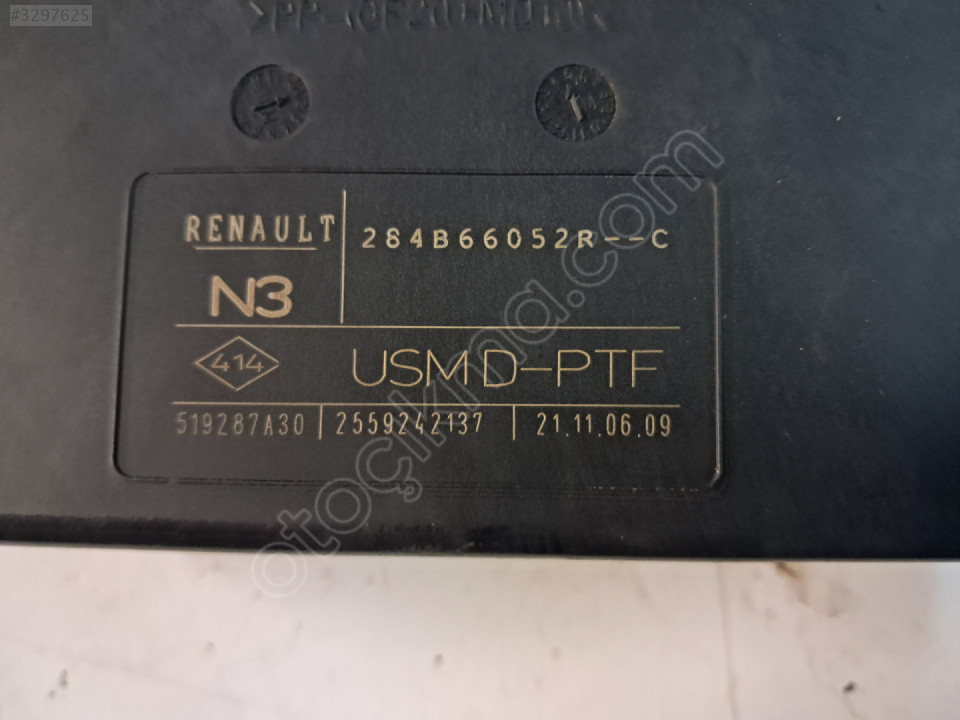 #3297625
RENAULT
284B66052R--C
N3
414
USM D-PTF
519287A30 | 2559242137 | 21.11.06.09
otoçıkma.com